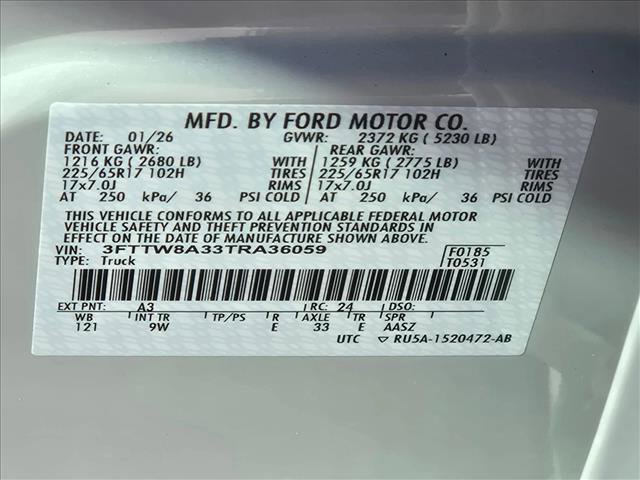 MFD. BY FORD MOTOR CO.
DATE: 01/26 GVWR: 2372 KG ( 5230 LB)
FRONT GAWR: REAR GAWR:
1216 KG ( 2680 LB) WITH 1259 KG ( 2775 LB) WITH
225/65R17 102H TIRES 225/65R17 102H TIRES
17x7.0J RIMS 17x7.0J RIMS
AT 250 kPa/ 36 PSI COLD AT 250 kPa/ 36 PSI COLD
THIS VEHICLE CONFORMS TO ALL APPLICABLE FEDERAL MOTOR
VEHICLE SAFETY AND THEFT PREVENTION STANDARDS IN
EFFECT ON THE DATE OF MANUFACTURE SHOWN ABOVE.
VIN: 3FTTW8A33TRA36059 F0185
TYPE: Truck T0531
EXT PNT: A3 RC: 24 DSO:
WB INT TR TP/PS R AXLE TR SPR
121 9W E 33 E AASZ
UTC ▽ RU5A-1520472-AB